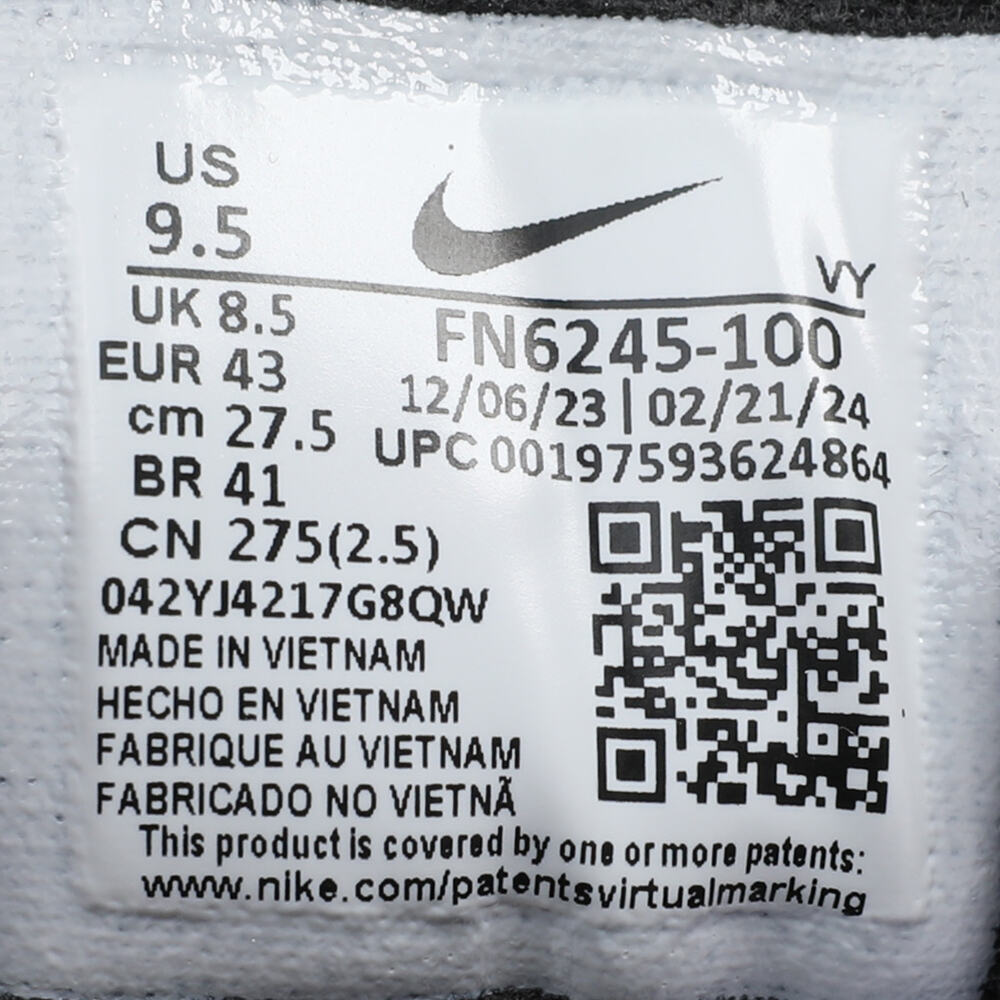 US
9.5
VY
UK 8.5
FN6245-100
EUR 43
12/06/23 | 02/21/24
cm 27.5
UPC 00197593624864
BR 41
CN 275(2.5)
042YJ4217G8QW
MADE IN VIETNAM
HECHO EN VIETNAM
FABRIQUE AU VIETNAM
FABRICADO NO VIETNÃ
This product is covered by one or more patents:
www.nike.com/patentsvirtualmarking